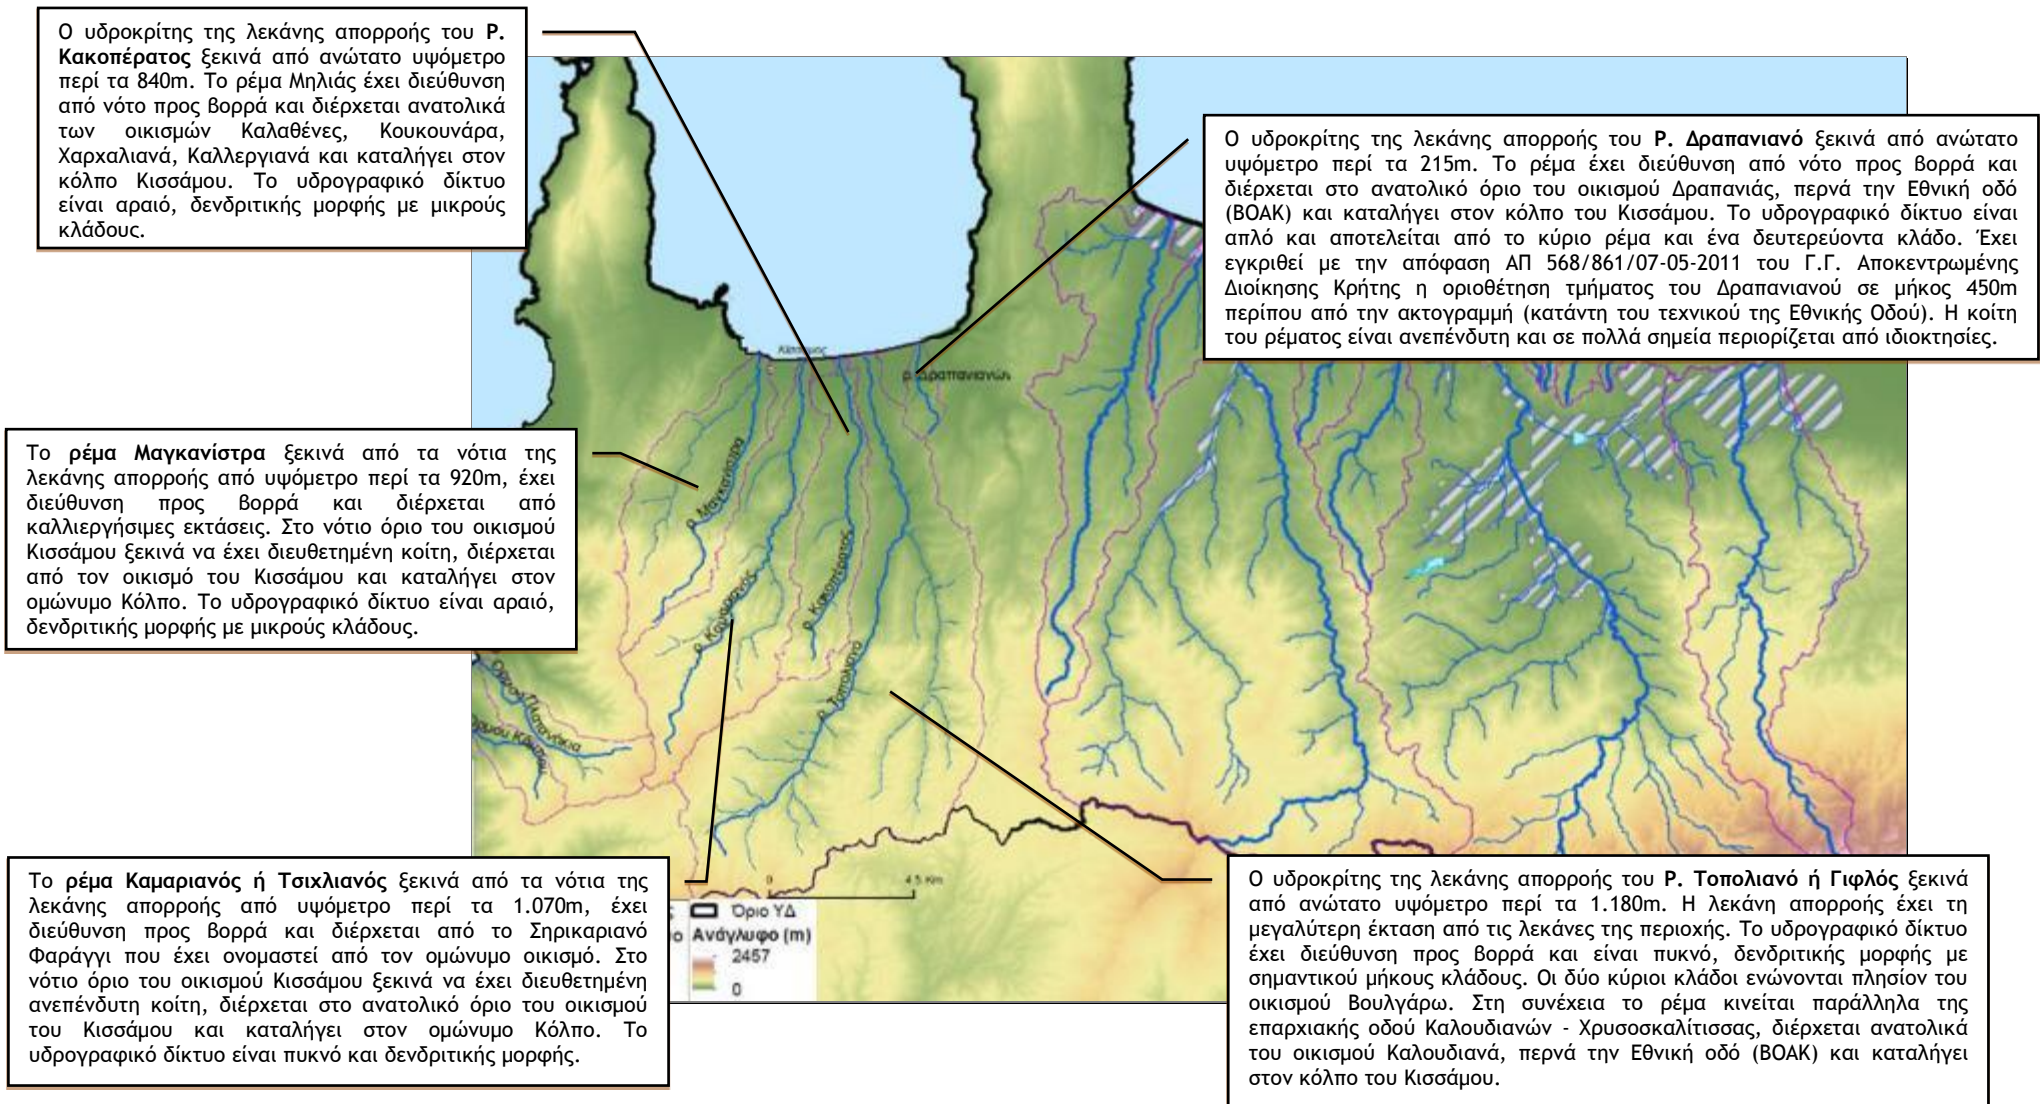 Ο υδροκρίτης της λεκάνης απορροής του Ρ.
Κακοπέρατος ξεκινά από ανώτατο υψόμετρο
περί τα 840m. Το ρέμα Μηλιάς έχει διεύθυνση
από νότο προς βορρά και διέρχεται ανατολικά
των οικισμών Καλαθένες, Κουκουνάρα,
Χαρχαλιανά, Καλλεργιανά και καταλήγει στον
κόλπο Κισσάμου. Το υδρογραφικό δίκτυο
είναι αραιό, δενδριτικής μορφής με μικρούς
κλάδους.
Ο υδροκρίτης της λεκάνης απορροής του Ρ. Δραπανιανό ξεκινά από ανώτατο
υψόμετρο περί τα 215m. Το ρέμα έχει διεύθυνση από νότο προς βορρά και
διέρχεται στο ανατολικό όριο του οικισμού Δραπανιάς, περνά την Εθνική οδό
(ΒΟΑΚ) και καταλήγει στον κόλπο του Κισσάμου. Το υδρογραφικό δίκτυο είναι
απλό και αποτελείται από το κύριο ρέμα και ένα δευτερεύοντα κλάδο. Έχει
εγκριθεί με την απόφαση ΑΠ 568/861/07-05-2011 του Γ.Γ. Αποκεντρωμένης
Διοίκησης Κρήτης η οριοθέτηση τμήματος του Δραπανιανού σε μήκος 450m
περίπου από την ακτογραμμή (κατάντη του τεχνικού της Εθνικής Οδού). Η κοίτη
του ρέματος είναι ανεπένδυτη και σε πολλά σημεία περιορίζεται από ιδιοκτησίες.
Κίσσαμος
ρ. Δραπανιανών
Το ρέμα Μαγκανίστρα ξεκινά από τα νότια της
λεκάνης απορροής από υψόμετρο περί τα 920m, έχει
διεύθυνση προς βορρά και διέρχεται από
καλλιεργήσιμες εκτάσεις. Στο νότιο όριο του οικισμού
Κισσάμου ξεκινά να έχει διευθετημένη κοίτη, διέρχεται
από τον οικισμό του Κισσάμου και καταλήγει στον
ομώνυμο Κόλπο. Το υδρογραφικό δίκτυο είναι αραιό,
δενδριτικής μορφής με μικρούς κλάδους.
ρ. Μαγκανίστρα
ρ. Καμαριανός
ρ. Κακοπέρατος
ρ. Τοπολιανό
Πλατανάκια
Το ρέμα Καμαριανός ή Τσιχλιανός ξεκινά από τα νότια της
λεκάνης απορροής από υψόμετρο περί τα 1.070m, έχει
διεύθυνση προς βορρά και διέρχεται από το Σηρικαριανό
Φαράγγι που έχει ονομαστεί από τον ομώνυμο οικισμό. Στο
νότιο όριο του οικισμού Κισσάμου ξεκινά να έχει διευθετημένη
ανεπένδυτη κοίτη, διέρχεται στο ανατολικό όριο του οικισμού
του Κισσάμου και καταλήγει στον ομώνυμο Κόλπο. Το
υδρογραφικό δίκτυο είναι πυκνό και δενδριτικής μορφής.
0 4.5 Km
Όριο ΥΔ
Ανάγλυφο (m)
2457
0
Ο υδροκρίτης της λεκάνης απορροής του Ρ. Τοπολιανό ή Γιφλός ξεκινά
από ανώτατο υψόμετρο περί τα 1.180m. Η λεκάνη απορροής έχει τη
μεγαλύτερη έκταση από τις λεκάνες της περιοχής. Το υδρογραφικό δίκτυο
έχει διεύθυνση προς βορρά και είναι πυκνό, δενδριτικής μορφής με
σημαντικού μήκους κλάδους. Οι δύο κύριοι κλάδοι ενώνονται πλησίον του
οικισμού Βουλγάρω. Στη συνέχεια το ρέμα κινείται παράλληλα της
επαρχιακής οδού Καλουδιανών - Χρυσοσκαλίτισσας, διέρχεται ανατολικά
του οικισμού Καλουδιανά, περνά την Εθνική οδό (ΒΟΑΚ) και καταλήγει
στον κόλπο του Κισσάμου.